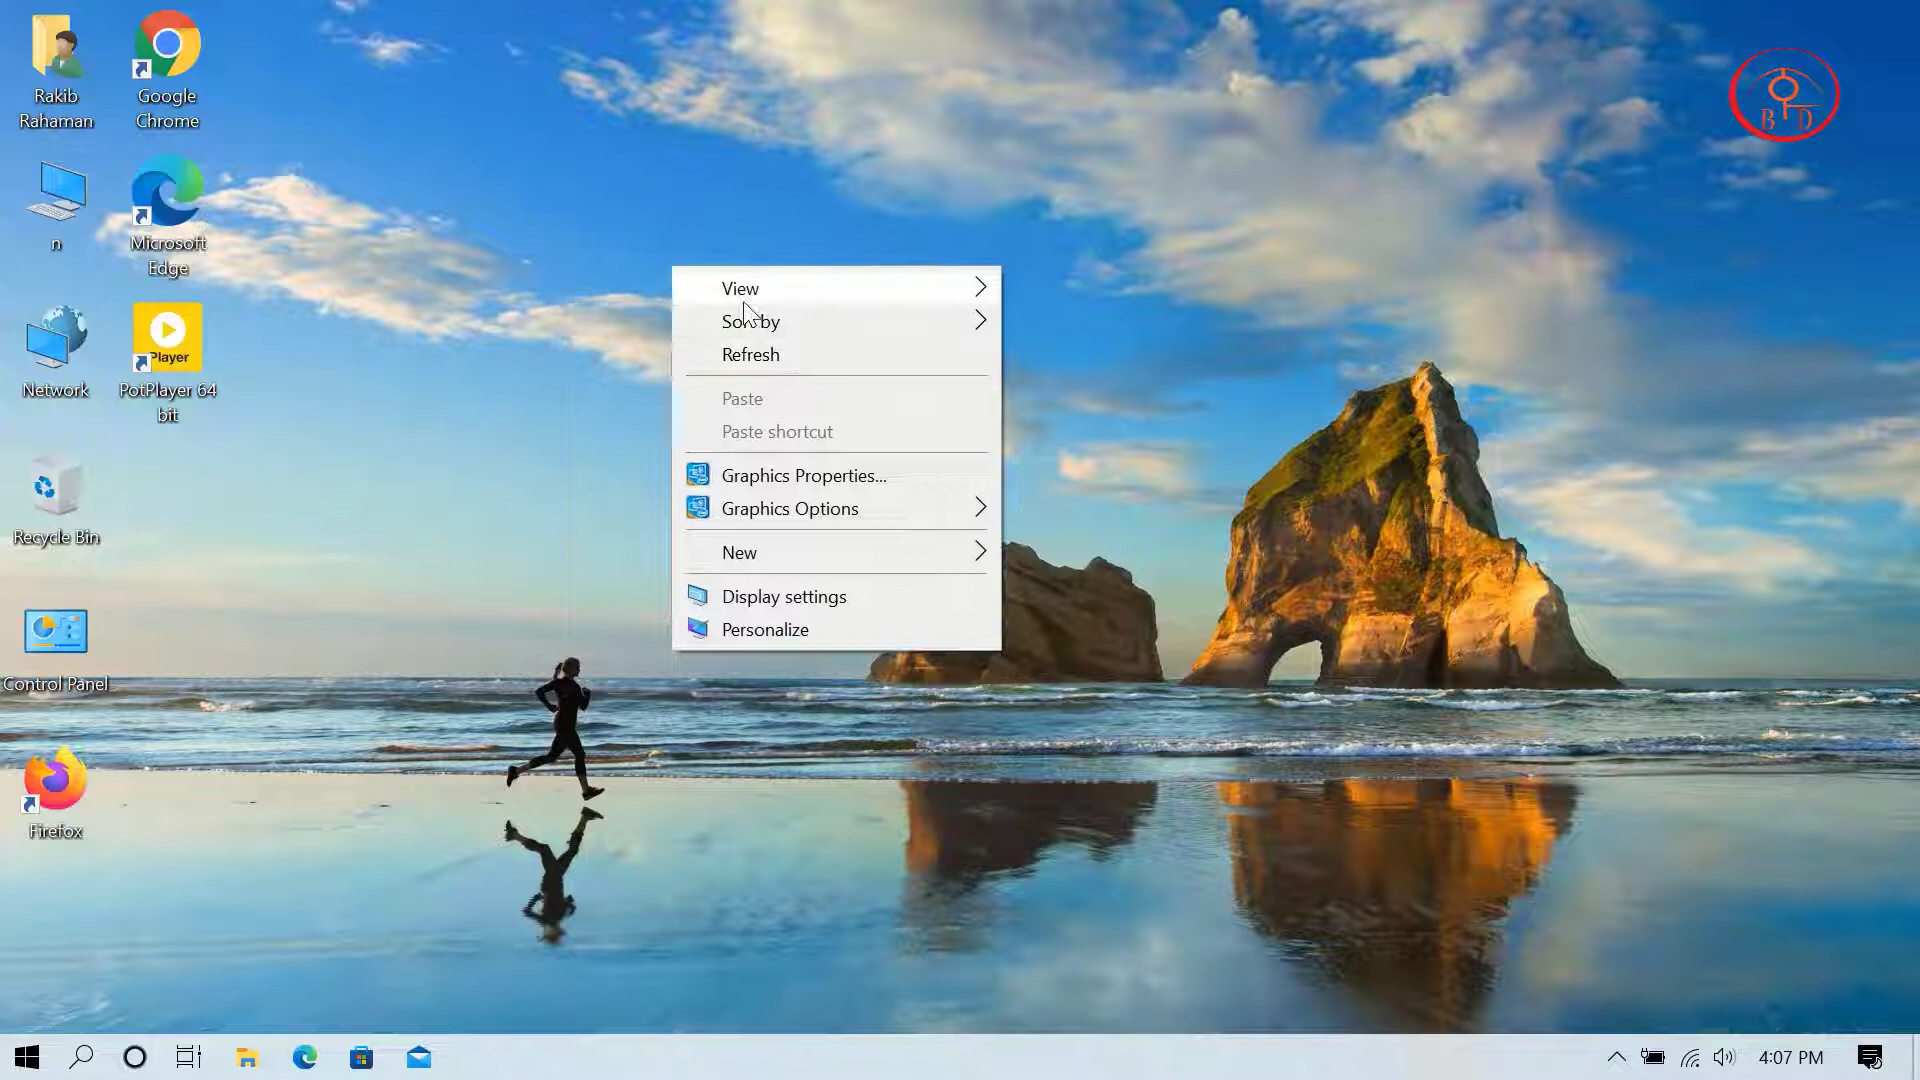 Rakib
Rahaman
Google
Chrome
n
Microsoft
Edge
Network
Player
PotPlayer 64
bit
Recycle Bin
Control Panel
Firefox
View
Sort by
Refresh
Paste
Paste shortcut
Graphics Properties...
Graphics Options
New
Display settings
Personalize
B D
4:07 PM